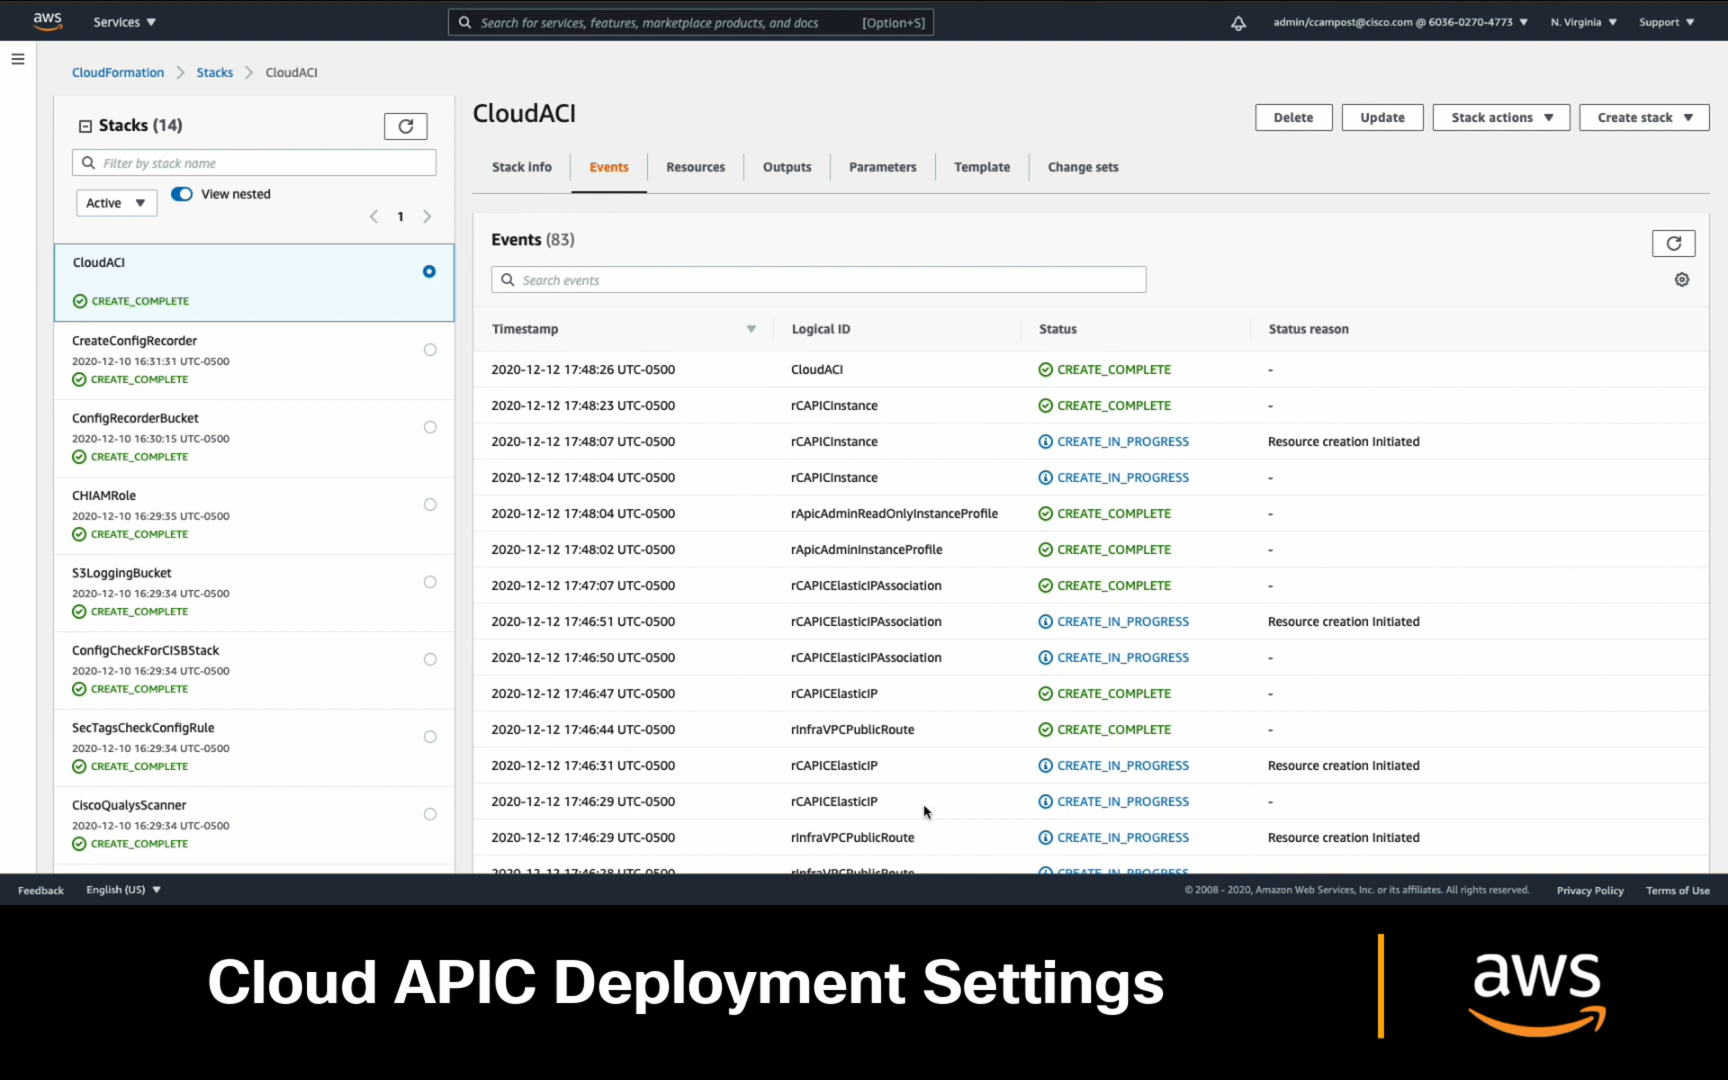 aws
Services
Search for services, features, marketplace products, and docs [Option+S]
admin/ccampost@cisco.com @ 6036-0270-4773
N. Virginia
Support
CloudFormation
Stacks
CloudACI
Stacks (14)
Filter by stack name
Active
View nested
1
CloudACI
CREATE_COMPLETE
CreateConfigRecorder
2020-12-10 16:31:31 UTC-0500
CREATE_COMPLETE
ConfigRecorderBucket
2020-12-10 16:30:15 UTC-0500
CREATE_COMPLETE
CHIAMRole
2020-12-10 16:29:35 UTC-0500
CREATE_COMPLETE
S3LoggingBucket
2020-12-10 16:29:34 UTC-0500
CREATE_COMPLETE
ConfigCheckForCISBStack
2020-12-10 16:29:34 UTC-0500
CREATE_COMPLETE
SecTagsCheckConfigRule
2020-12-10 16:29:34 UTC-0500
CREATE_COMPLETE
CiscoQualysScanner
2020-12-10 16:29:34 UTC-0500
CREATE_COMPLETE
CloudACI
Delete
Update
Stack actions
Create stack
Stack info
Events
Resources
Outputs
Parameters
Template
Change sets
Events (83)
Search events
Timestamp Logical ID Status Status reason
2020-12-12 17:48:26 UTC-0500 CloudACI CREATE_COMPLETE -
2020-12-12 17:48:23 UTC-0500 rCAPICInstance CREATE_COMPLETE -
2020-12-12 17:48:07 UTC-0500 rCAPICInstance CREATE_IN_PROGRESS Resource creation Initiated
2020-12-12 17:48:04 UTC-0500 rCAPICInstance CREATE_IN_PROGRESS -
2020-12-12 17:48:04 UTC-0500 rApicAdminReadOnlyInstanceProfile CREATE_COMPLETE -
2020-12-12 17:48:02 UTC-0500 rApicAdminInstanceProfile CREATE_COMPLETE -
2020-12-12 17:47:07 UTC-0500 rCAPICElasticIPAssociation CREATE_COMPLETE -
2020-12-12 17:46:51 UTC-0500 rCAPICElasticIPAssociation CREATE_IN_PROGRESS Resource creation Initiated
2020-12-12 17:46:50 UTC-0500 rCAPICElasticIPAssociation CREATE_IN_PROGRESS -
2020-12-12 17:46:47 UTC-0500 rCAPICElasticIP CREATE_COMPLETE -
2020-12-12 17:46:44 UTC-0500 rInfraVPCPublicRoute CREATE_COMPLETE -
2020-12-12 17:46:31 UTC-0500 rCAPICElasticIP CREATE_IN_PROGRESS Resource creation Initiated
2020-12-12 17:46:29 UTC-0500 rCAPICElasticIP CREATE_IN_PROGRESS -
2020-12-12 17:46:29 UTC-0500 rInfraVPCPublicRoute CREATE_IN_PROGRESS Resource creation Initiated
2020-12-12 17:46:28 UTC-0500 rInfraVPCPublicRoute CREATE_IN_PROGRESS
Feedback
English (US)
© 2008 - 2020, Amazon Web Services, Inc. or its affiliates. All rights reserved.
Privacy Policy
Terms of Use
Cloud APIC Deployment Settings
aws